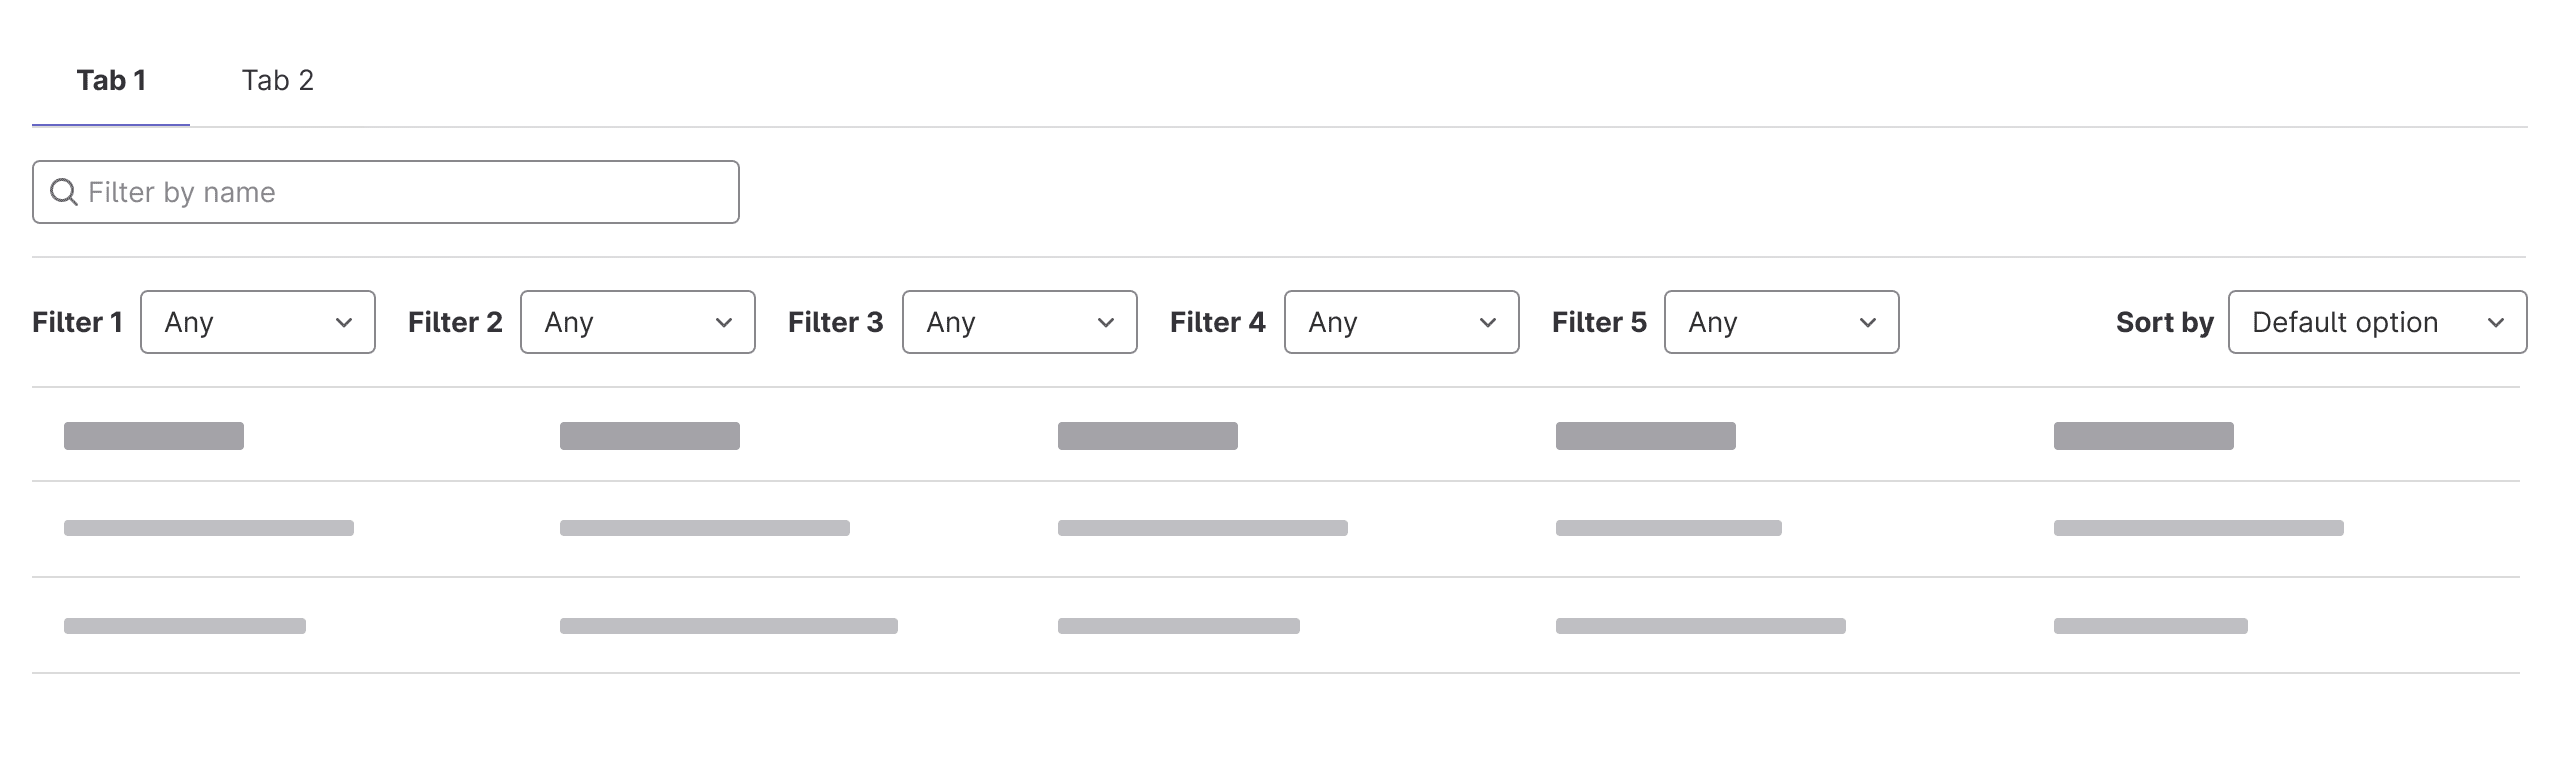 Tab 1 Tab 2
Filter by name
Filter 1 Any Filter 2 Any Filter 3 Any Filter 4 Any Filter 5 Any Sort by Default option